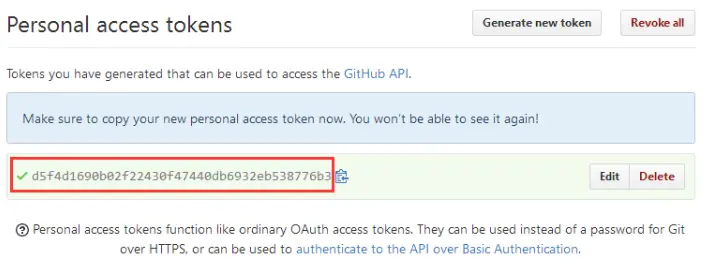 Personal access tokens
Generate new token
Revoke all
Tokens you have generated that can be used to access the GitHub API.
Make sure to copy your new personal access token now. You won't be able to see it again!
d5f4d1690b02f22430f47440db6932eb538776b3
Edit
Delete
Personal access tokens function like ordinary OAuth access tokens. They can be used instead of a password for Git
over HTTPS, or can be used to authenticate to the API over Basic Authentication.